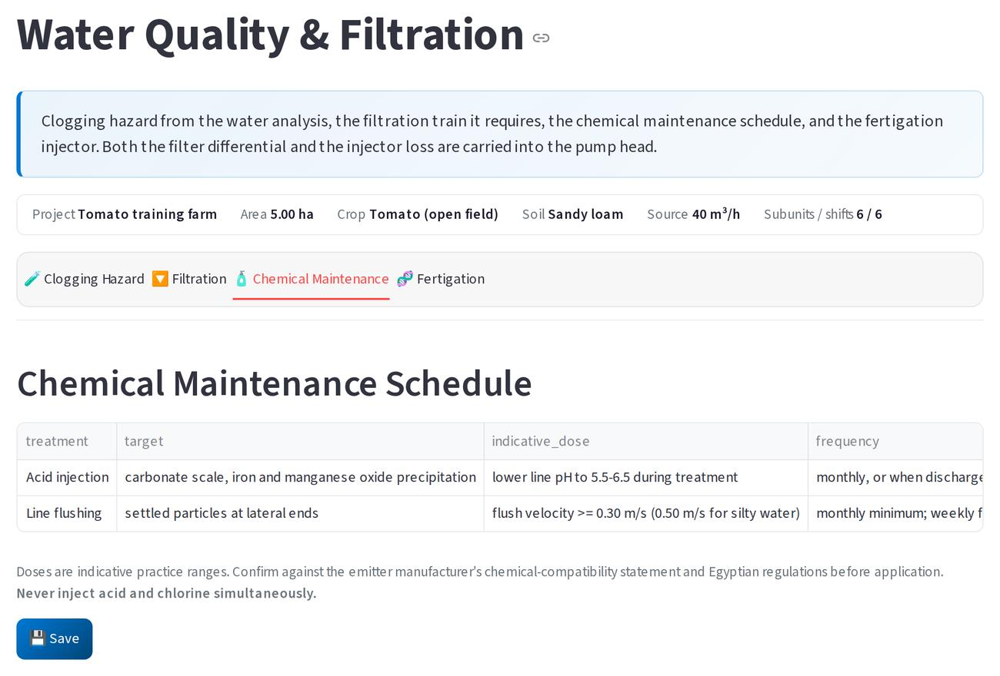 Water Quality & Filtration
Clogging hazard from the water analysis, the filtration train it requires, the chemical maintenance schedule, and the fertigation
injector. Both the filter differential and the injector loss are carried into the pump head.
Project Tomato training farm Area 5.00 ha Crop Tomato (open field) Soil Sandy loam Source 40 m³/h Subunits / shifts 6 / 6
Clogging Hazard Filtration Chemical Maintenance Fertigation
Chemical Maintenance Schedule
treatment target indicative_dose frequency
Acid injection carbonate scale, iron and manganese oxide precipitation lower line pH to 5.5-6.5 during treatment monthly, or when discharge
Line flushing settled particles at lateral ends flush velocity >= 0.30 m/s (0.50 m/s for silty water) monthly minimum; weekly f
Doses are indicative practice ranges. Confirm against the emitter manufacturer's chemical-compatibility statement and Egyptian regulations before application.
Never inject acid and chlorine simultaneously.
Save